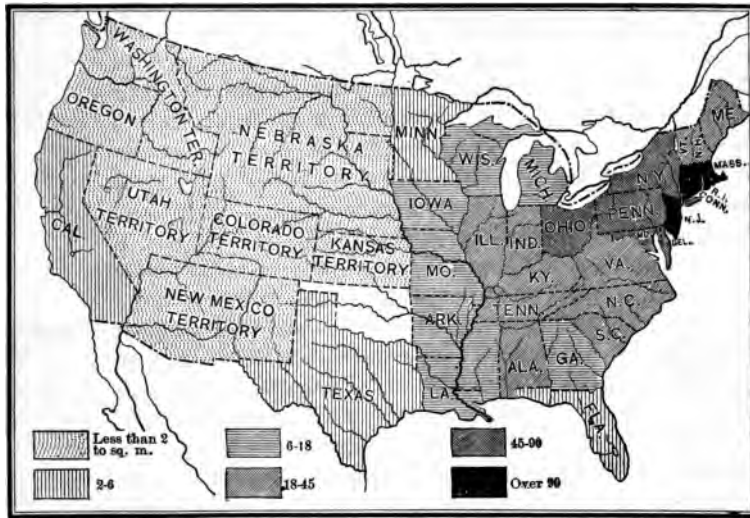 WASHINGTON TER.
OREGON
NEBRASKA
TERRITORY
MINN
WIS.
MICH
ME.
VT.
N.H.
MASS.
R.I.
CONN.
N.Y.
PENN
N.J.
DEL.
IOWA
OHIO
ILL.
IND.
UTAH
TERRITORY
COLORADO
TERRITORY
KANSAS
TERRITORY
CAL.
MO.
KY.
VA.
NEW MEXICO
TERRITORY
ARK.
TENN.
N.C.
S.C.
TEXAS
LA.
ALA.
GA.
FLA.
Less than 2
to sq. m.
2-6
6-18
18-45
45-90
Over 90